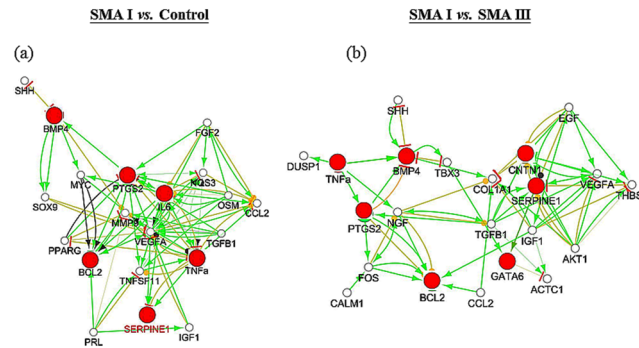 SMA I vs. Control
SMA I vs. SMA III
(a)
(b)
SHH
BMP4
FGF2
MYC
PTGS2
NOS3
SOX9
IL6
OSM
CCL2
MMP9
VEGFA
TGFB1
PPARG
BCL2
TNFa
TNFSF11
SERPINE1
PRL
IGF1
SHH
EGF
DUSP1
TNFa
BMP4
TBX3
CNTN1
COL1A1
VEGFA
THBS1
SERPINE1
PTGS2
NGF
TGFB1
IGF1
AKT1
FOS
GATA6
ACTC1
CALM1
BCL2
CCL2